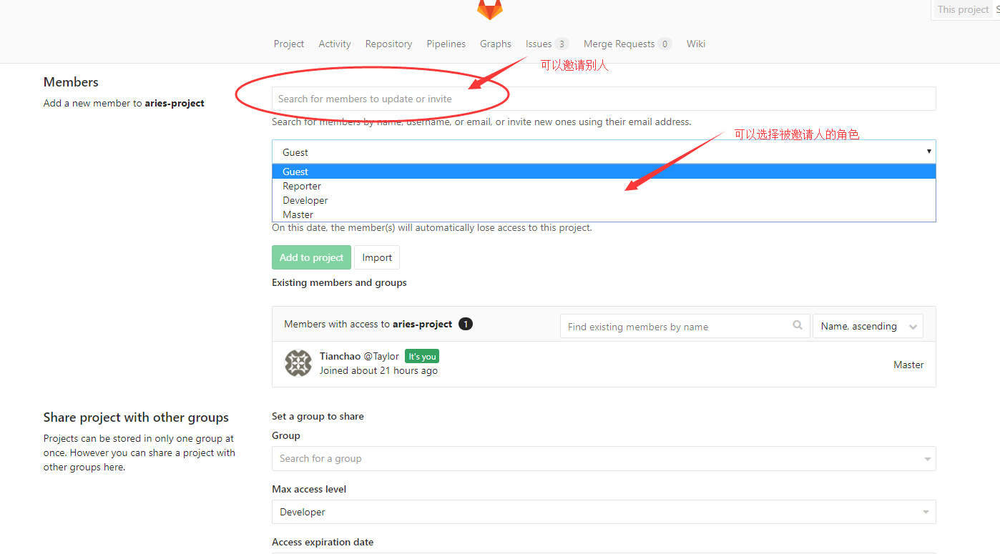 This project
Project Activity Repository Pipelines Graphs Issues 3 Merge Requests 0 Wiki
可以邀请别人
Members
Add a new member to aries-project
Search for members to update or invite
Search for members by name, username, or email, or invite new ones using their email address.
可以选择被邀请人的角色
Guest
Guest
Reporter
Developer
Master
On this date, the member(s) will automatically lose access to this project.
Add to project Import
Existing members and groups
Members with access to aries-project 1 Find existing members by name Name, ascending
Tianchao @Taylor It's you
Joined about 21 hours ago
Master
Share project with other groups
Projects can be stored in only one group at
once. However you can share a project with
other groups here.
Set a group to share
Group
Search for a group
Max access level
Developer
Access expiration date